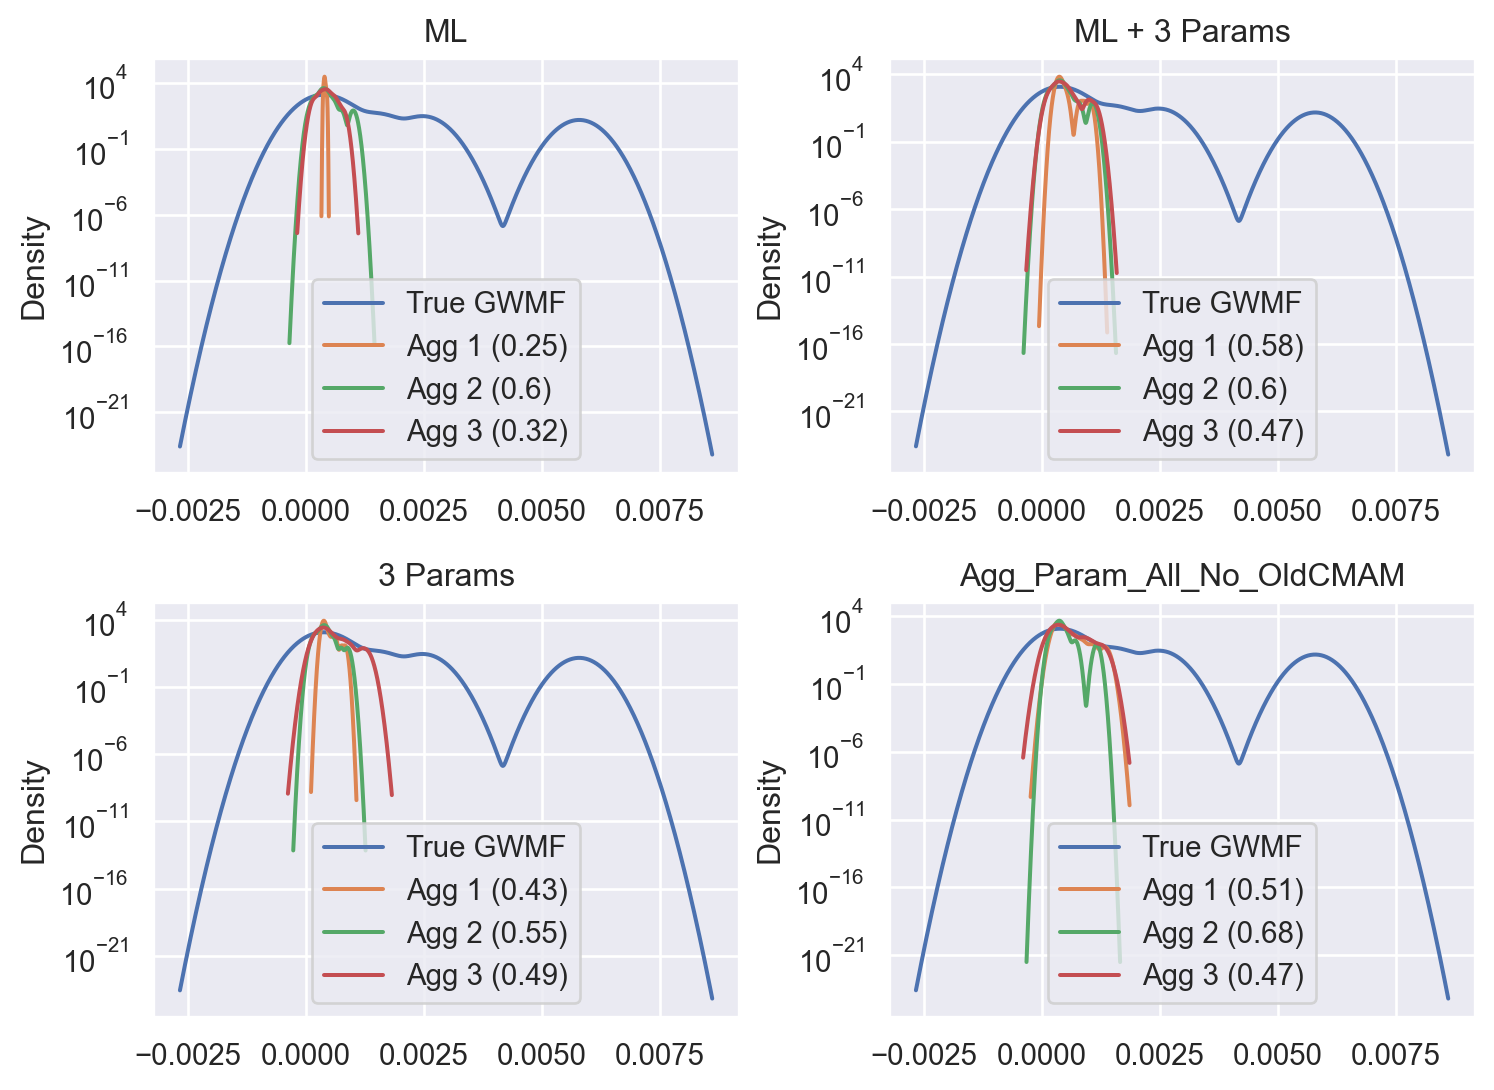 ML
Density
10^4
10^−1
10^−6
10^−11
10^−16
10^−21
True GWMF
Agg 1 (0.25)
Agg 2 (0.6)
Agg 3 (0.32)
−0.0025 0.0000 0.0025 0.0050 0.0075
ML + 3 Params
Density
10^4
10^−1
10^−6
10^−11
10^−16
10^−21
True GWMF
Agg 1 (0.58)
Agg 2 (0.6)
Agg 3 (0.47)
−0.0025 0.0000 0.0025 0.0050 0.0075
3 Params
Density
10^4
10^−1
10^−6
10^−11
10^−16
10^−21
True GWMF
Agg 1 (0.43)
Agg 2 (0.55)
Agg 3 (0.49)
−0.0025 0.0000 0.0025 0.0050 0.0075
Agg_Param_All_No_OldCMAM
Density
10^4
10^−1
10^−6
10^−11
10^−16
10^−21
True GWMF
Agg 1 (0.51)
Agg 2 (0.68)
Agg 3 (0.47)
−0.0025 0.0000 0.0025 0.0050 0.0075